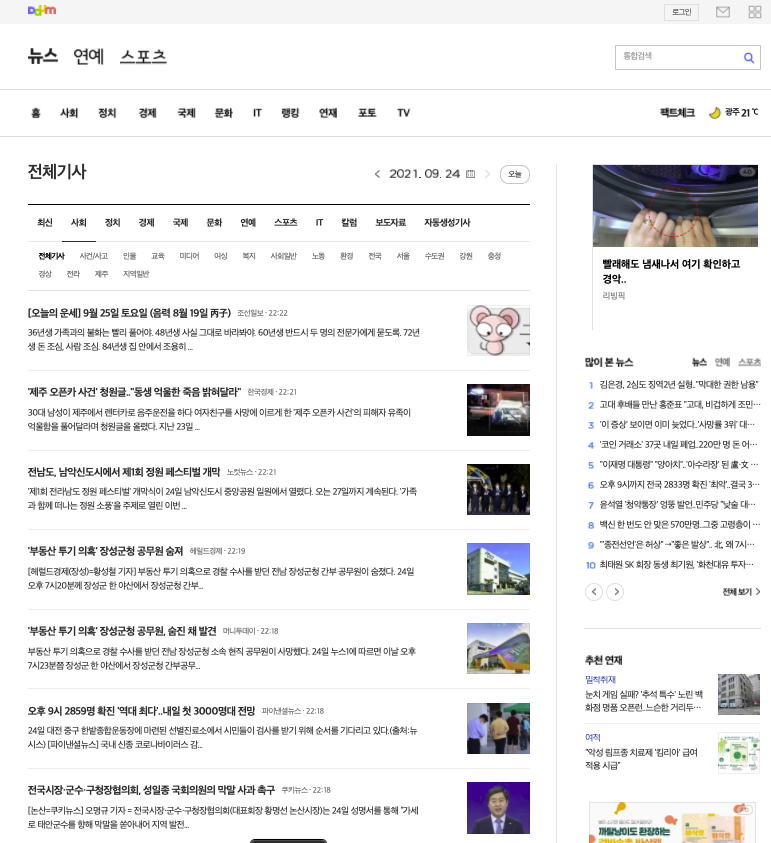 Daum
로그인
뉴스 연예 스포츠
통합검색
홈 사회 정치 경제 국제 문화 IT 랭킹 연재 포토 TV
팩트체크 광주 21 ℃
전체기사
2021. 09. 24
오늘
최신 사회 정치 경제 국제 문화 연예 스포츠 IT 칼럼 보도자료 자동생성기사
전체기사 사건/사고 인물 교육 미디어 여성 복지 사회일반 노동 환경 전국 서울 수도권 강원 충청
경상 전라 제주 지역일반
[오늘의 운세] 9월 25일 토요일 (음력 8월 19일 丙子) 조선일보 · 22:22
36년생 가족과의 불화는 빨리 풀어야. 48년생 사실 그대로 바라봐야. 60년생 반드시 두 명의 전문가에게 묻도록. 72년
생 돈 조심, 사람 조심. 84년생 집 안에서 조용히 ...
'제주 오픈카 사건' 청원글.."동생 억울한 죽음 밝혀달라" 한국경제 · 22:21
30대 남성이 제주에서 렌터카로 음주운전을 하다 여자친구를 사망에 이르게 한 '제주 오픈카 사건'의 피해자 유족이
억울함을 풀어달라며 청원글을 올렸다. 지난 23일 ...
전남도, 남악신도시에서 제1회 정원 페스티벌 개막 노컷뉴스 · 22:21
'제1회 전라남도 정원 페스티벌' 개막식이 24일 남악신도시 중앙공원 일원에서 열렸다. 오는 27일까지 계속된다. '가족
과 함께 떠나는 정원 소풍'을 주제로 열린 이번 ...
'부동산 투기 의혹' 장성군청 공무원 숨져 헤럴드경제 · 22:19
[헤럴드경제(장성)=황성철 기자] 부동산 투기 의혹으로 경찰 수사를 받던 전남 장성군청 간부 공무원이 숨졌다. 24일
오후 7시20분께 장성군 한 야산에서 장성군청 간부...
'부동산 투기 의혹' 장성군청 공무원, 숨진 채 발견 머니투데이 · 22:18
부동산 투기 의혹으로 경찰 수사를 받던 전남 장성군청 소속 현직 공무원이 사망했다. 24일 뉴스1에 따르면 이날 오후
7시23분쯤 장성군 한 야산에서 장성군청 간부공무...
오후 9시 2859명 확진 '역대 최다'..내일 첫 3000명대 전망 파이낸셜뉴스 · 22:18
24일 대전 중구 한밭종합운동장에 마련된 선별진료소에서 시민들이 검사를 받기 위해 순서를 기다리고 있다.(출처:뉴
시스) [파이낸셜뉴스] 국내 신종 코로나바이러스 감...
전국시장·군수·구청장협의회, 성일종 국회의원의 막말 사과 촉구 쿠키뉴스 · 22:18
[논산=쿠키뉴스] 오명규 기자 = 전국시장·군수·구청장협의회(대표회장 황명선 논산시장)는 24일 성명서를 통해 "가세
로 태안군수를 향해 막말을 쏟아내어 지역 발전...
AD
빨래해도 냄새나서 여기 확인하고
경악..
리빙픽
많이 본 뉴스 뉴스 연예 스포츠
1 김은경, 2심도 징역2년 실형.."막대한 권한 남용"
2 고대 후배들 만난 홍준표 "고대, 비겁하게 조민…
3 '이 증상' 보이면 이미 늦었다..'사망률 3위' 대…
4 '코인 거래소' 37곳 내일 폐업..220만 명 돈 어…
5 "이재명 대통령" "양아치"..'아수라장' 된 盧·文 …
6 오후 9시까지 전국 2833명 확진 '최악'..결국 3…
7 윤석열 '청약통장' 엉뚱 발언..민주당 "낮술 대…
8 백신 한 번도 안 맞은 570만명..그중 고령층이 …
9 "'종전선언'은 허상" →"좋은 발상".. 北, 왜 7시…
10 최태원 SK 회장 동생 최기원, '화천대유 투자…
전체 보기
추천 연재
밀착취재
눈치 게임 실패? '추석 특수' 노린 백
화점 명품 오픈런..느슨한 거리두…
여적
"악성 림프종 치료제 '킴리아' 급여
적용 시급"
깨딸냥이도 환장하는